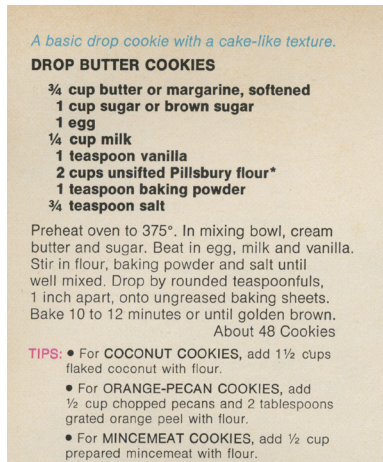 A basic drop cookie with a cake-like texture.
DROP BUTTER COOKIES
¾ cup butter or margarine, softened
1 cup sugar or brown sugar
1 egg
¼ cup milk
1 teaspoon vanilla
2 cups unsifted Pillsbury flour*
1 teaspoon baking powder
¾ teaspoon salt
Preheat oven to 375°. In mixing bowl, cream
butter and sugar. Beat in egg, milk and vanilla.
Stir in flour, baking powder and salt until
well mixed. Drop by rounded teaspoonfuls,
1 inch apart, onto ungreased baking sheets.
Bake 10 to 12 minutes or until golden brown.
About 48 Cookies
TIPS: • For COCONUT COOKIES, add 1½ cups
flaked coconut with flour.
• For ORANGE-PECAN COOKIES, add
½ cup chopped pecans and 2 tablespoons
grated orange peel with flour.
• For MINCEMEAT COOKIES, add ½ cup
prepared mincemeat with flour.